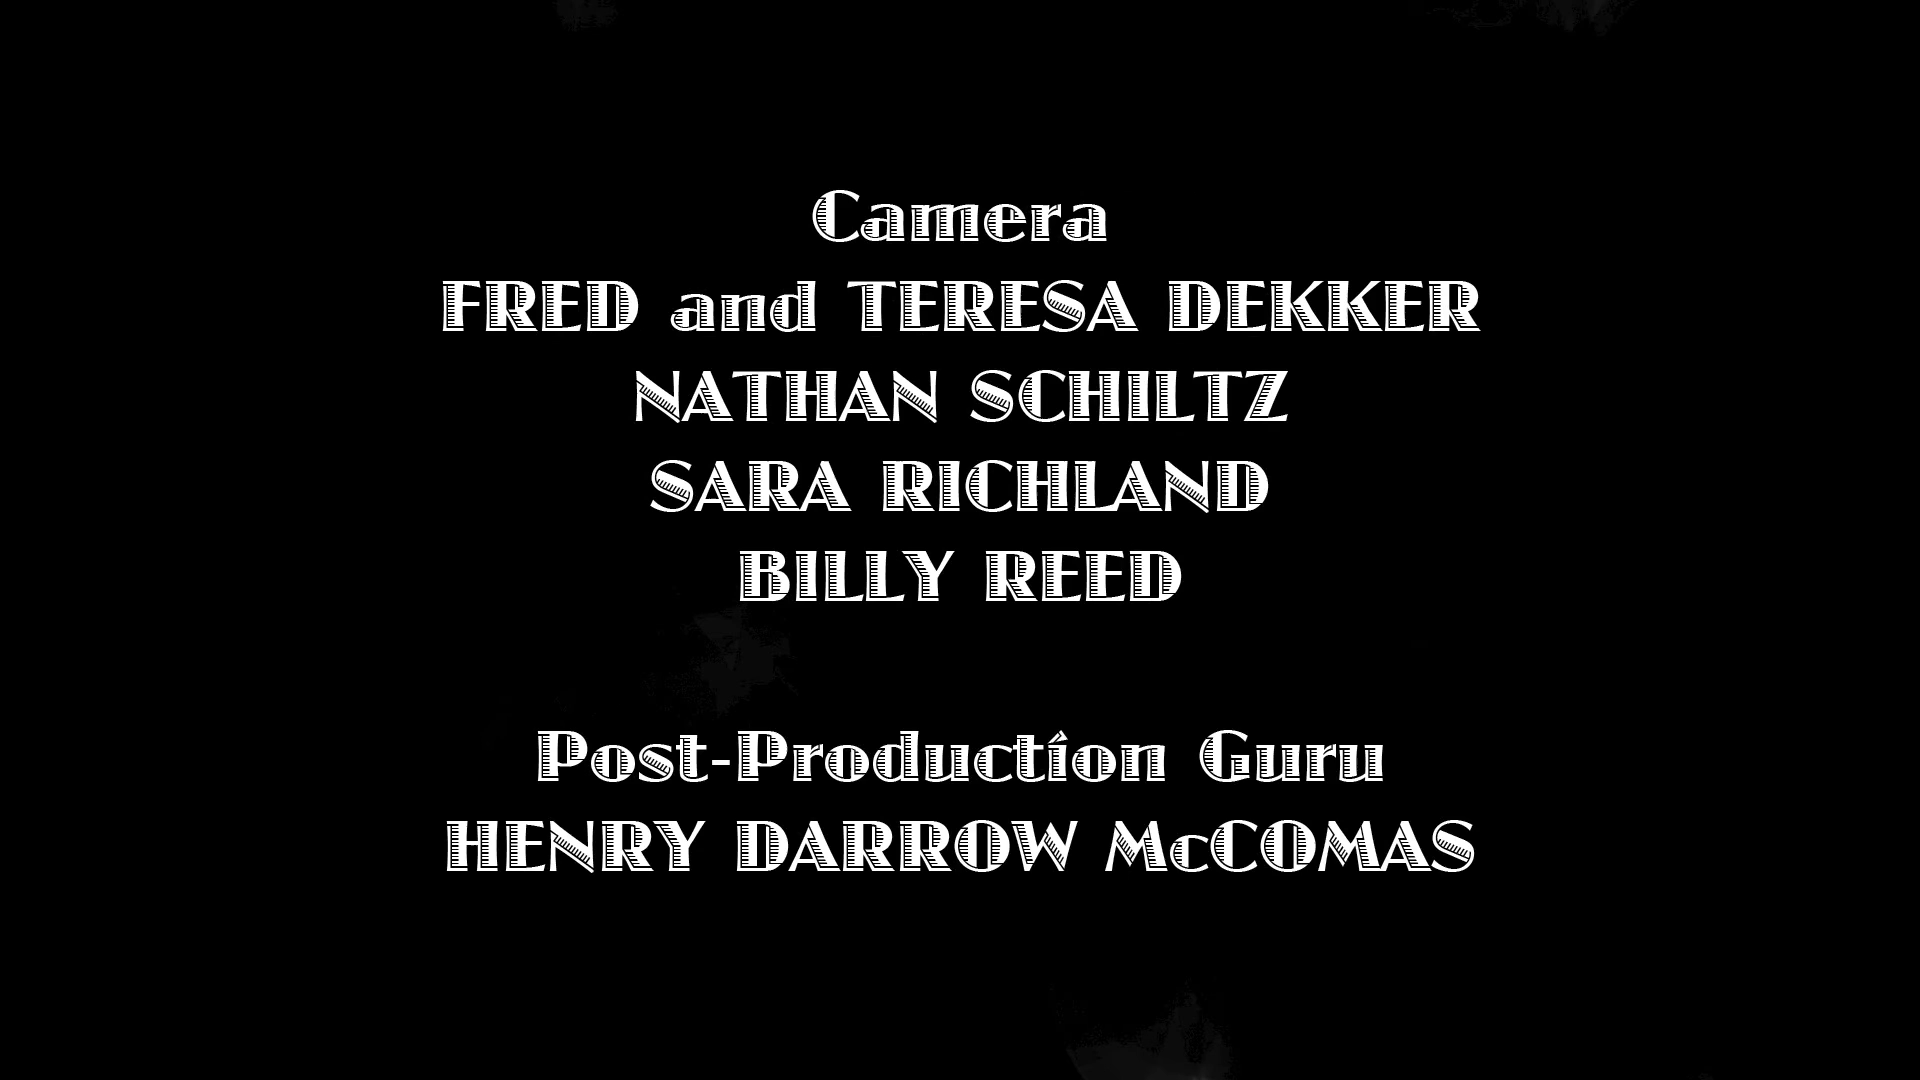 Camera
FRED and TERESA DEKKER
NATHAN SCHILTZ
SARA RICHLAND
BILLY REED
Post-Production Guru
HENRY DARROW McCOMAS